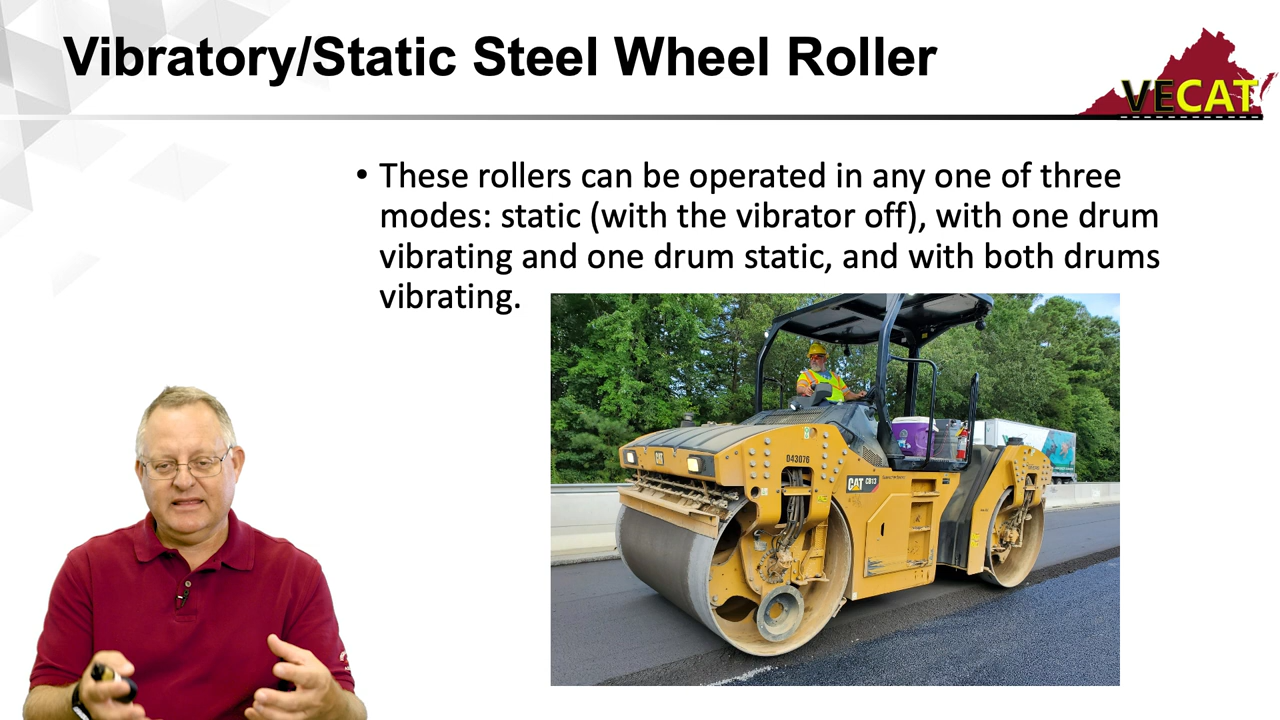 Vibratory/Static Steel Wheel Roller
VECAT
• These rollers can be operated in any one of three
modes: static (with the vibrator off), with one drum
vibrating and one drum static, and with both drums
vibrating.
CAT
D43076
CAT CB13